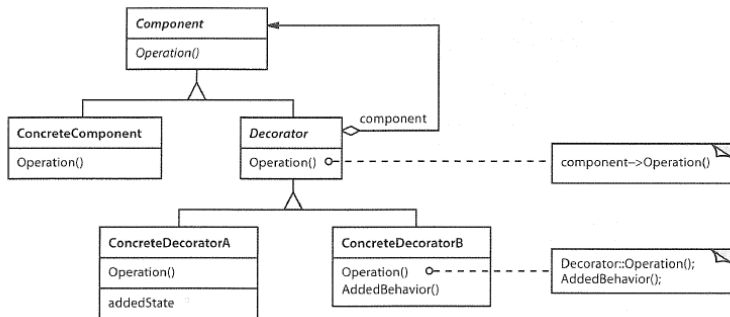 Component
Operation()
component
ConcreteComponent
Operation()
Decorator
Operation()
component–>Operation()
ConcreteDecoratorA
Operation()
addedState
ConcreteDecoratorB
Operation()
AddedBehavior()
Decorator::Operation();
AddedBehavior();